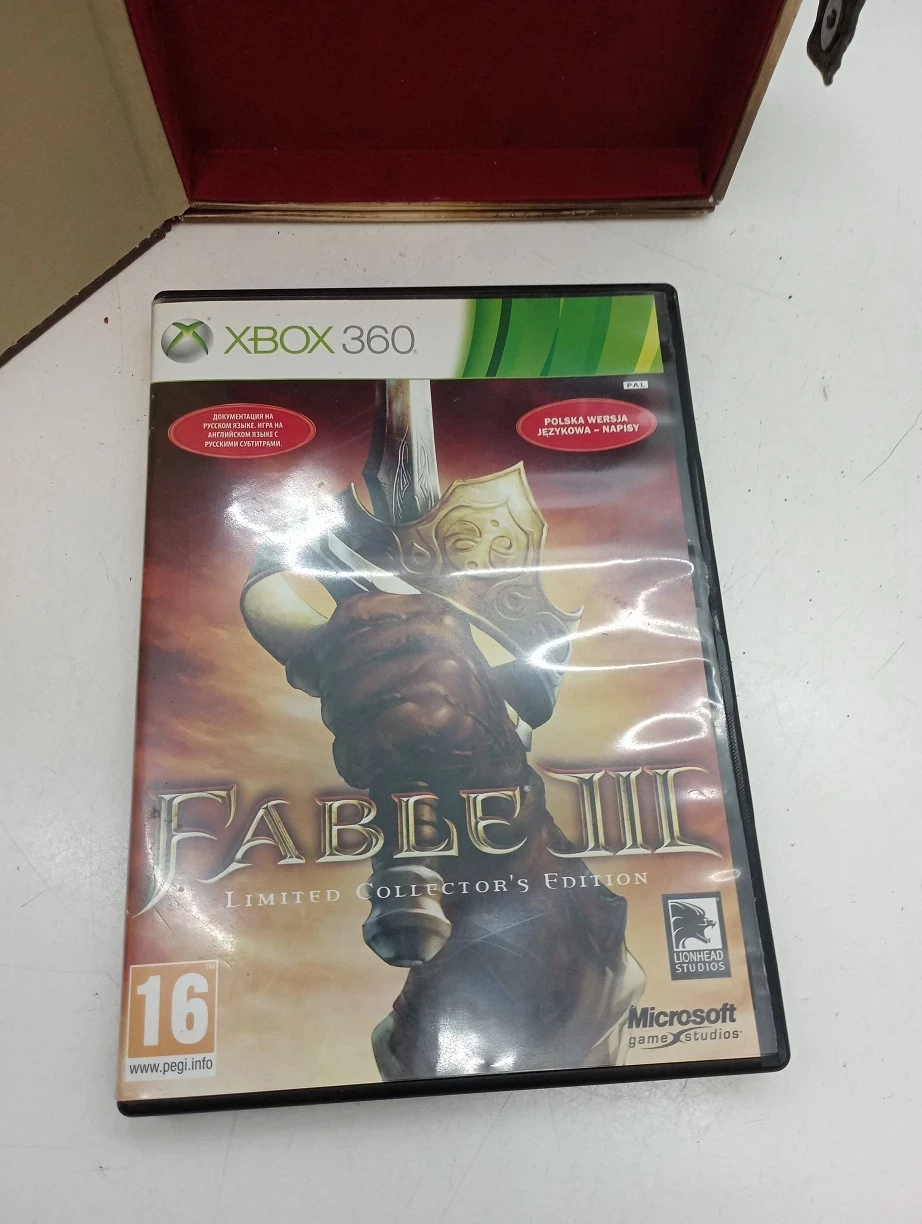 XBOX 360
PAL
ДОКУМЕНТАЦИЯ НА
РУССКОМ ЯЗЫКЕ. ИГРА НА
АНГЛИЙСКОМ ЯЗЫКЕ С
РУССКИМИ СУБТИТРАМИ.
POLSKA WERSJA
JĘZYKOWA – NAPISY
FABLE® III
LIMITED COLLECTOR'S EDITION
LIONHEAD
STUDIOS
16™
www.pegi.info
Microsoft
game studios